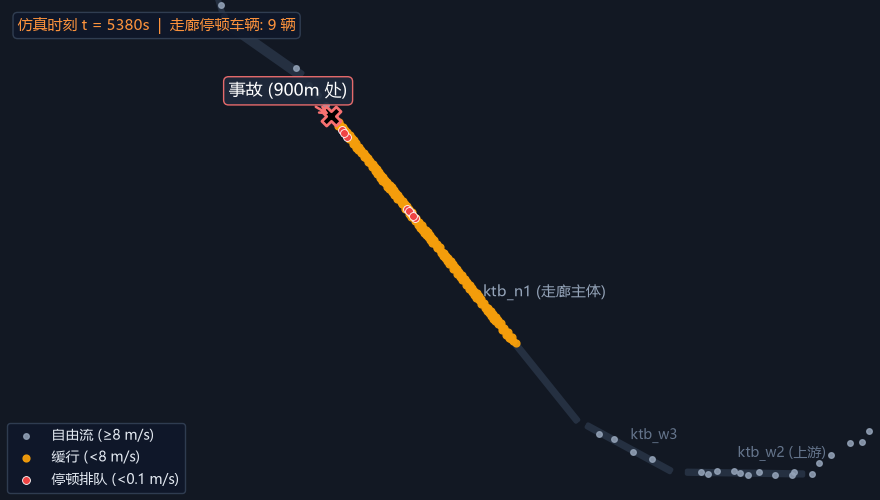 仿真时刻 t = 5380s | 走廊停顿车辆: 9 辆
事故 (900m 处)
ktb_n1 (走廊主体)
ktb_w3
ktb_w2 (上游)
自由流 (≥8 m/s)
缓行 (<8 m/s)
停顿排队 (<0.1 m/s)